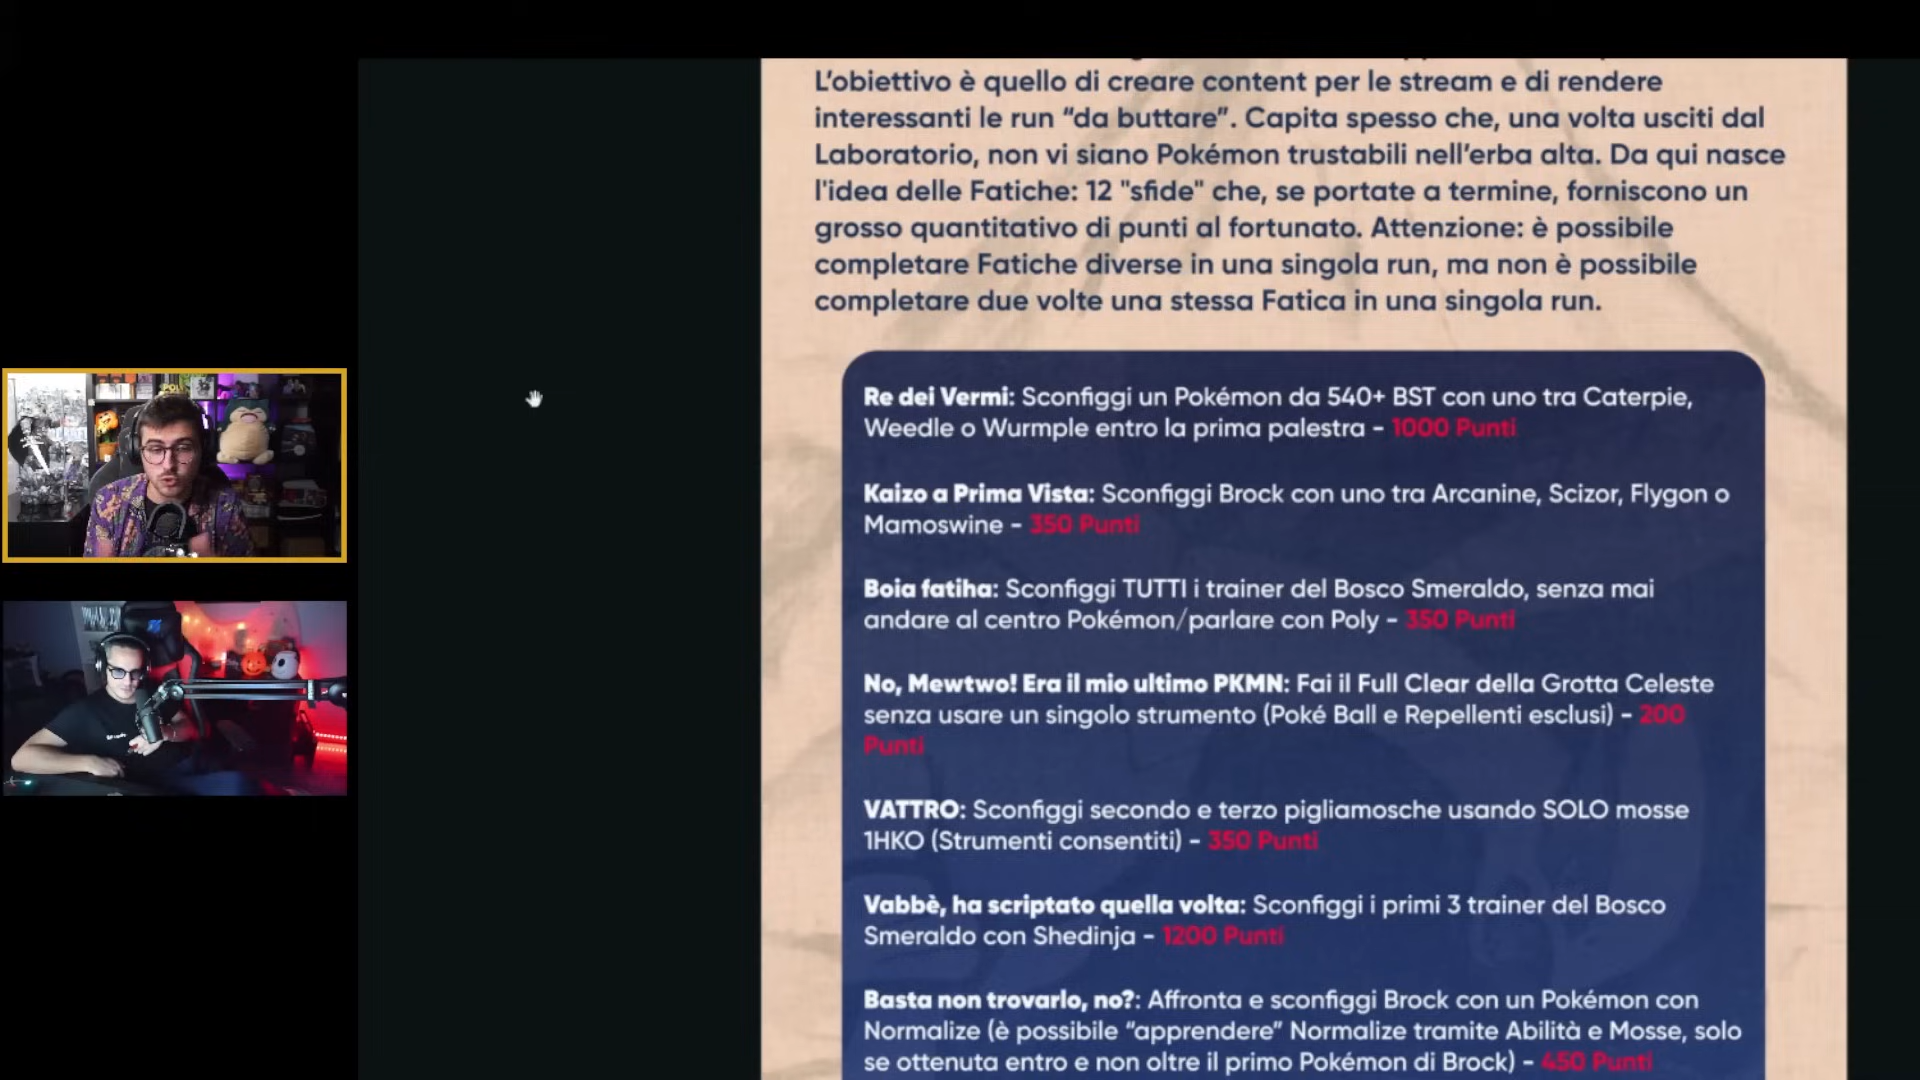 L'obiettivo è quello di creare content per le stream e di rendere
interessanti le run “da buttare”. Capita spesso che, una volta usciti dal
Laboratorio, non vi siano Pokémon trustabili nell'erba alta. Da qui nasce
l'idea delle Fatiche: 12 "sfide" che, se portate a termine, forniscono un
grosso quantitativo di punti al fortunato. Attenzione: è possibile
completare Fatiche diverse in una singola run, ma non è possibile
completare due volte una stessa Fatica in una singola run.
Re dei Vermi: Sconfiggi un Pokémon da 540+ BST con uno tra Caterpie,
Weedle o Wurmple entro la prima palestra - 1000 Punti
Kaizo a Prima Vista: Sconfiggi Brock con uno tra Arcanine, Scizor, Flygon o
Mamoswine - 350 Punti
Boia fatiha: Sconfiggi TUTTI i trainer del Bosco Smeraldo, senza mai
andare al centro Pokémon/parlare con Poly - 350 Punti
No, Mewtwo! Era il mio ultimo PKMN: Fai il Full Clear della Grotta Celeste
senza usare un singolo strumento (Poké Ball e Repellenti esclusi) - 200
Punti
VATTRO: Sconfiggi secondo e terzo pigliamosche usando SOLO mosse
1HKO (Strumenti consentiti) - 350 Punti
Vabbè, ha scriptato quella volta: Sconfiggi i primi 3 trainer del Bosco
Smeraldo con Shedinja - 1200 Punti
Basta non trovarlo, no?: Affronta e sconfiggi Brock con un Pokémon con
Normalize (è possibile “apprendere” Normalize tramite Abilità e Mosse, solo
se ottenuta entro e non oltre il primo Pokémon di Brock) - 450 Punti